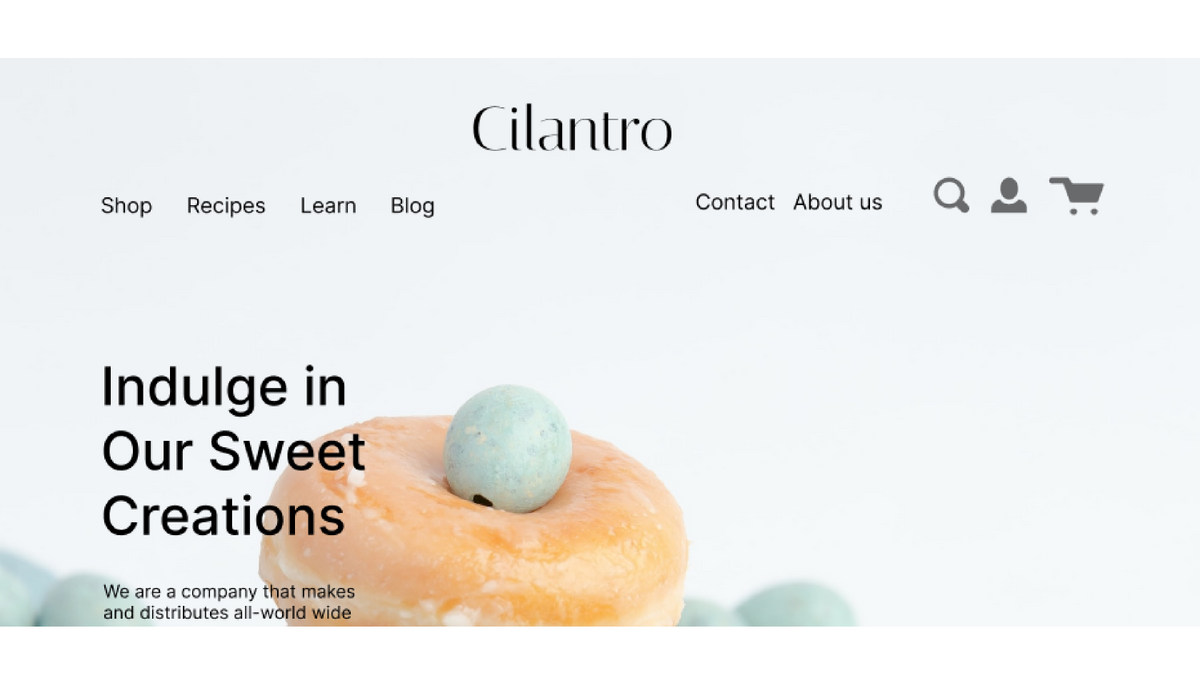 Cilantro
Shop Recipes Learn Blog Contact About us
Indulge in
Our Sweet
Creations
We are a company that makes
and distributes all-world wide